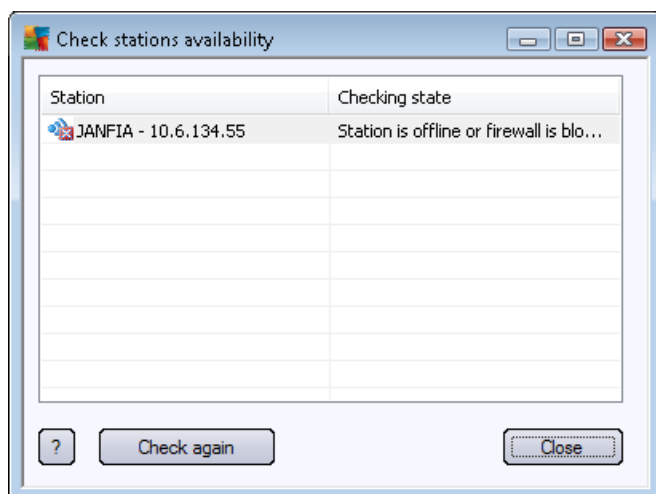 Check stations availability
Station Checking state
JANFIA - 10.6.134.55 Station is offline or firewall is blo...
? Check again Close